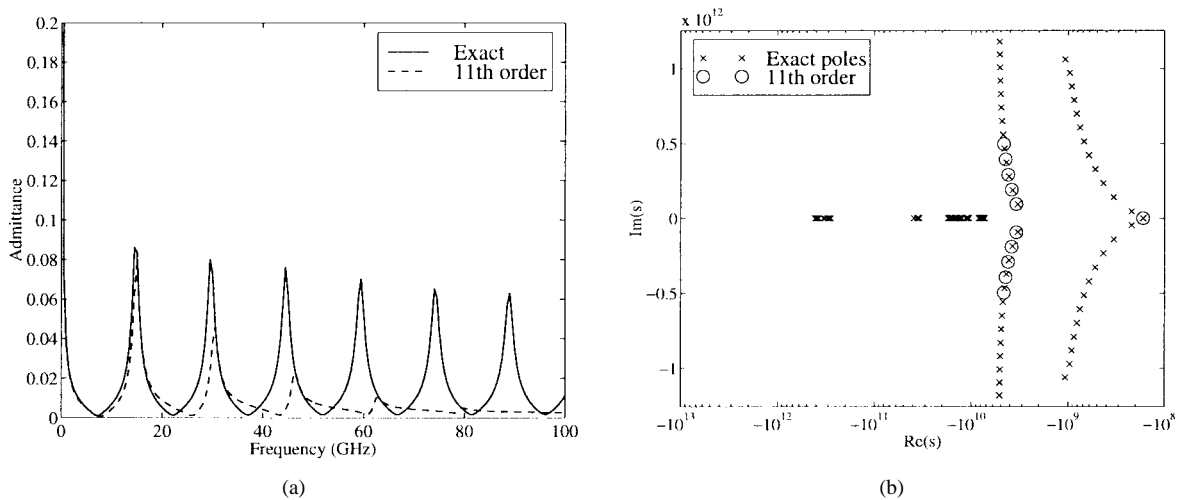 0.2
0.18
0.16
0.14
0.12
0.1
0.08
0.06
0.04
0.02
0
Admittance
Exact
11th order
0 20 40 60 80 100
Frequency (GHz)
(a)
x 10^12
Exact poles
11th order
1
0.5
0
−0.5
−1
Im(s)
−10^13 −10^12 −10^11 −10^10 −10^9 −10^8
Re(s)
(b)